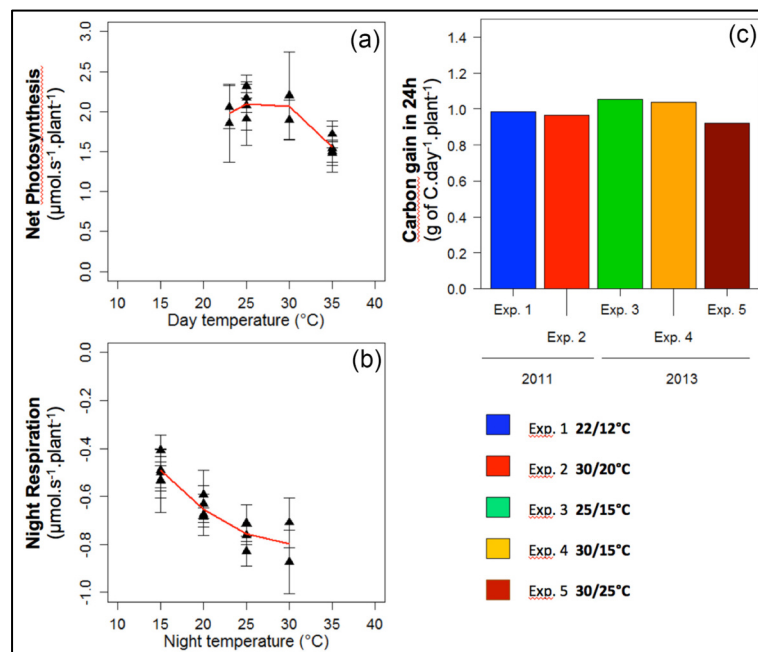 (a)
Net Photosynthesis
(µmol.s⁻¹.plant⁻¹)
0.0 0.5 1.0 1.5 2.0 2.5 3.0
10 15 20 25 30 35 40
Day temperature (°C)
(b)
Night Respiration
(µmol.s⁻¹.plant⁻¹)
-1.0 -0.8 -0.6 -0.4 -0.2 0.0
10 15 20 25 30 35 40
Night temperature (°C)
(c)
Carbon gain in 24h
(g of C.day⁻¹.plant⁻¹)
0.0 0.2 0.4 0.6 0.8 1.0 1.2 1.4
Exp. 1 Exp. 3 Exp. 5
Exp. 2 Exp. 4
2011 2013
Exp. 1 22/12°C
Exp. 2 30/20°C
Exp. 3 25/15°C
Exp. 4 30/15°C
Exp. 5 30/25°C